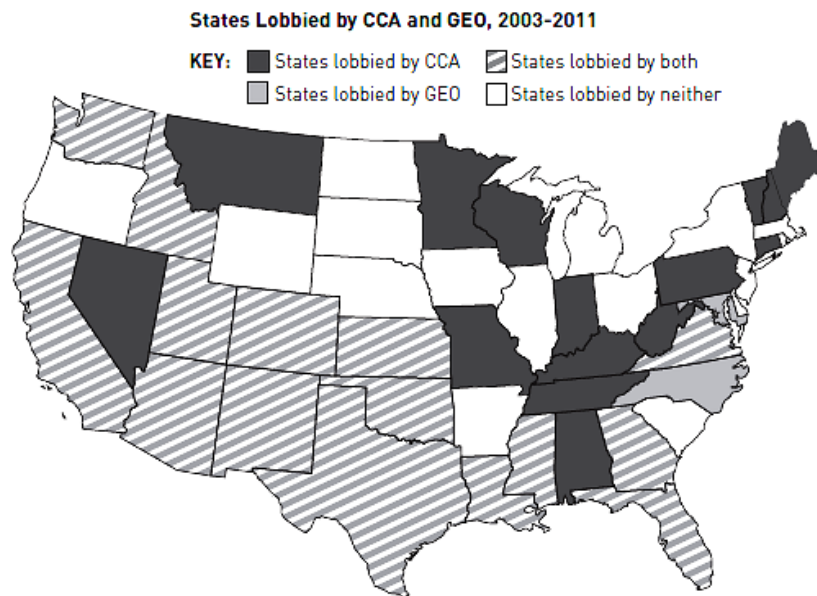 States Lobbied by CCA and GEO, 2003-2011
KEY: States lobbied by CCA States lobbied by both
States lobbied by GEO States lobbied by neither